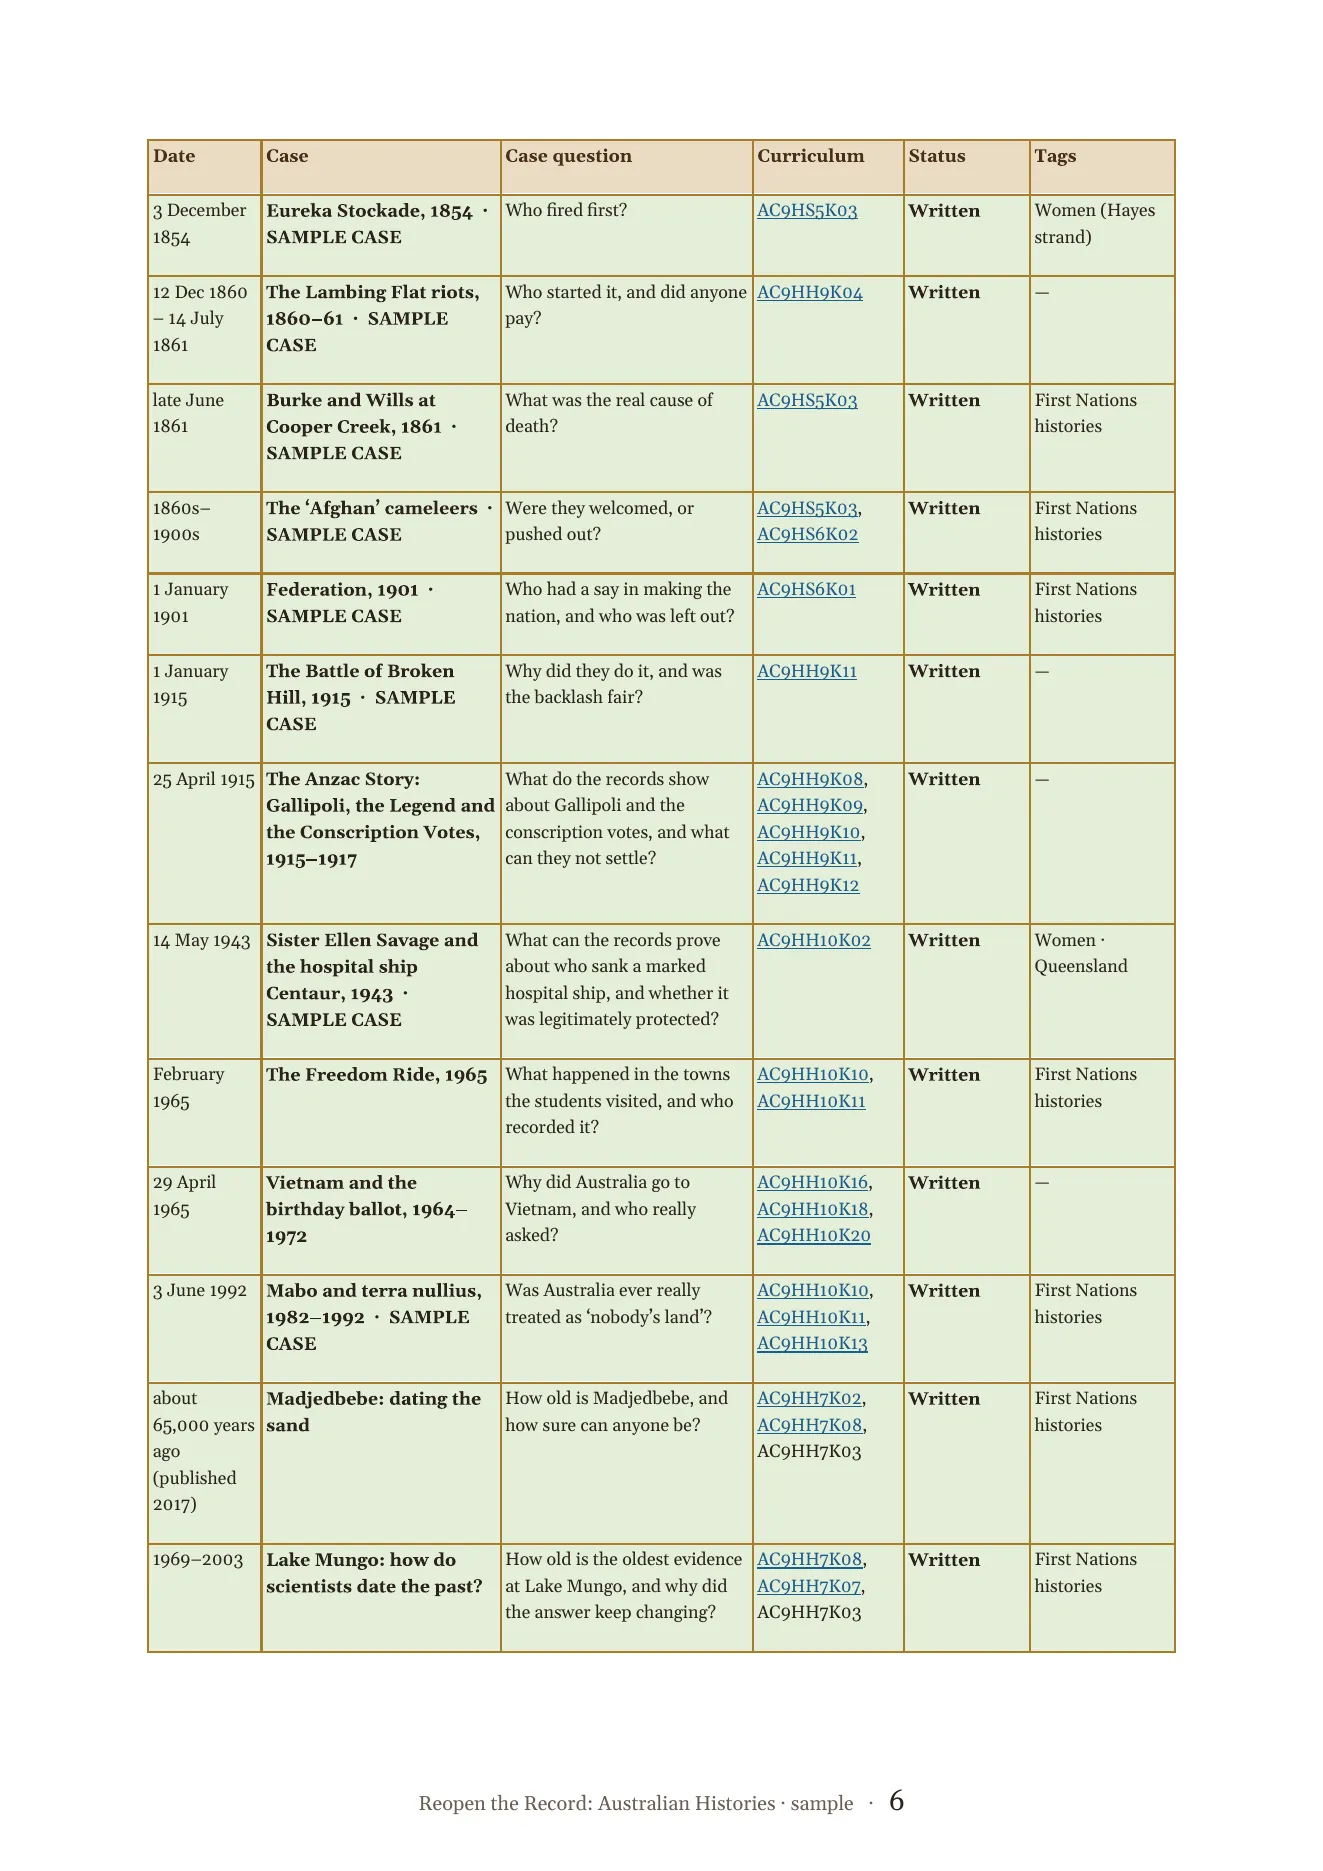 Date
Case
Case question
Curriculum
Status
Tags
3 December
1854
Eureka Stockade, 1854 ·
SAMPLE CASE
Who fired first?
AC9HS5K03
Written
Women (Hayes
strand)
12 Dec 1860
– 14 July
1861
The Lambing Flat riots,
1860–61 · SAMPLE
CASE
Who started it, and did anyone
pay?
AC9HH9K04
Written
—
late June
1861
Burke and Wills at
Cooper Creek, 1861 ·
SAMPLE CASE
What was the real cause of
death?
AC9HS5K03
Written
First Nations
histories
1860s–
1900s
The ‘Afghan’ cameleers ·
SAMPLE CASE
Were they welcomed, or
pushed out?
AC9HS5K03,
AC9HS6K02
Written
First Nations
histories
1 January
1901
Federation, 1901 ·
SAMPLE CASE
Who had a say in making the
nation, and who was left out?
AC9HS6K01
Written
First Nations
histories
1 January
1915
The Battle of Broken
Hill, 1915 · SAMPLE
CASE
Why did they do it, and was
the backlash fair?
AC9HH9K11
Written
—
25 April 1915
The Anzac Story:
Gallipoli, the Legend and
the Conscription Votes,
1915–1917
What do the records show
about Gallipoli and the
conscription votes, and what
can they not settle?
AC9HH9K08,
AC9HH9K09,
AC9HH9K10,
AC9HH9K11,
AC9HH9K12
Written
—
14 May 1943
Sister Ellen Savage and
the hospital ship
Centaur, 1943 ·
SAMPLE CASE
What can the records prove
about who sank a marked
hospital ship, and whether it
was legitimately protected?
AC9HH10K02
Written
Women ·
Queensland
February
1965
The Freedom Ride, 1965
What happened in the towns
the students visited, and who
recorded it?
AC9HH10K10,
AC9HH10K11
Written
First Nations
histories
29 April
1965
Vietnam and the
birthday ballot, 1964–
1972
Why did Australia go to
Vietnam, and who really
asked?
AC9HH10K16,
AC9HH10K18,
AC9HH10K20
Written
—
3 June 1992
Mabo and terra nullius,
1982–1992 · SAMPLE
CASE
Was Australia ever really
treated as ‘nobody’s land’?
AC9HH10K10,
AC9HH10K11,
AC9HH10K13
Written
First Nations
histories
about
65,000 years
ago
(published
2017)
Madjedbebe: dating the
sand
How old is Madjedbebe, and
how sure can anyone be?
AC9HH7K02,
AC9HH7K08,
AC9HH7K03
Written
First Nations
histories
1969–2003
Lake Mungo: how do
scientists date the past?
How old is the oldest evidence
at Lake Mungo, and why did
the answer keep changing?
AC9HH7K08,
AC9HH7K07,
AC9HH7K03
Written
First Nations
histories
Reopen the Record: Australian Histories · sample · 6